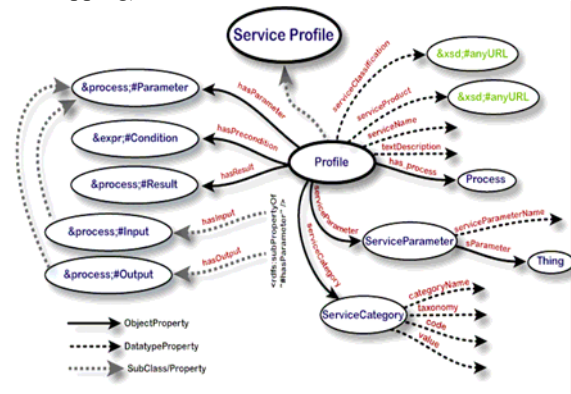 Service Profile
&xsd;#anyURL
&xsd;#anyURL
serviceClassification
serviceProduct
serviceName
textDescription
has_process
Process
&process;#Parameter
hasParameter
&expr;#Condition
hasPrecondition
Profile
&process;#Result
hasResult
&process;#Input
hasInput
&process;#Output
hasOutput
<rdfs:subPropertyOf
"#hasParameter" />
serviceParameter
serviceCategory
ServiceParameter
serviceParameterName
sParameter
Thing
ServiceCategory
categoryName
taxonomy
code
value
ObjectProperty
DatatypeProperty
SubClass/Property